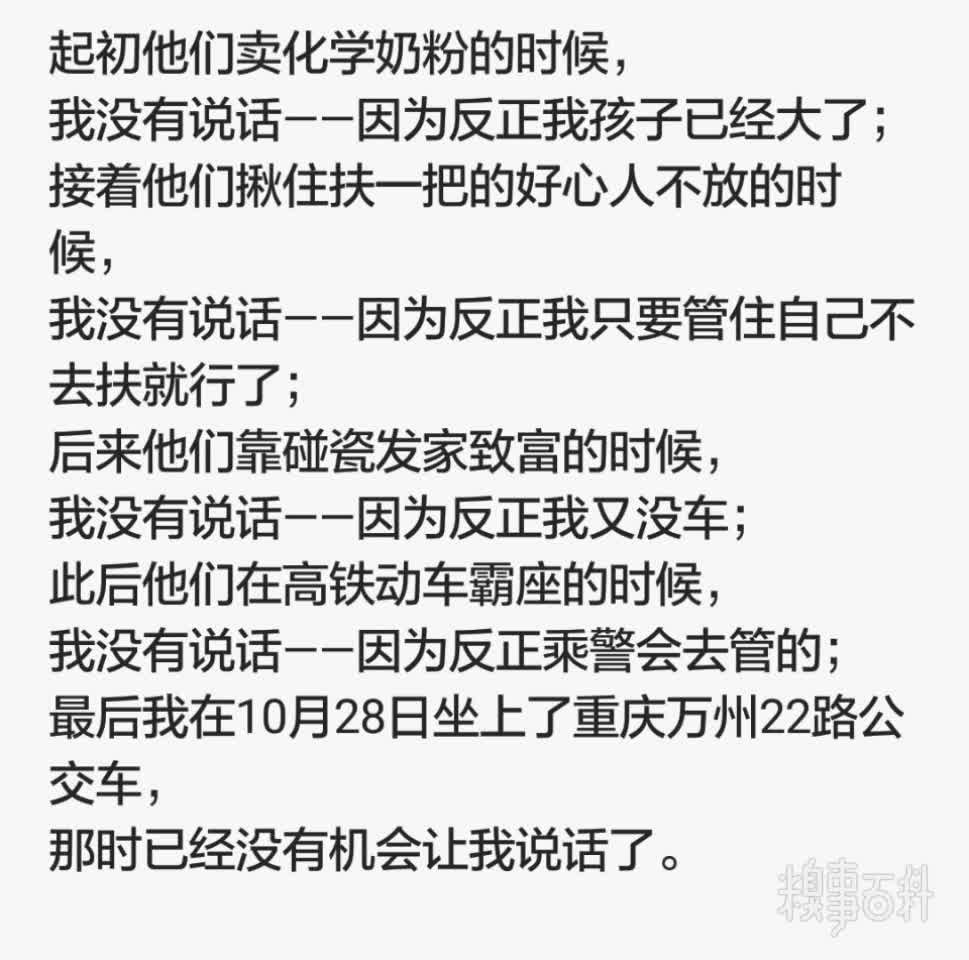 起初他们卖化学奶粉的时候，
我没有说话——因为反正我孩子已经大了；
接着他们揪住扶一把的好心人不放的时
候，
我没有说话——因为反正我只要管住自己不
去扶就行了；
后来他们靠碰瓷发家致富的时候，
我没有说话——因为反正我又没车；
此后他们在高铁动车霸座的时候，
我没有说话——因为反正乘警会去管的；
最后我在10月28日坐上了重庆万州22路公
交车，
那时已经没有机会让我说话了。
糗事百科